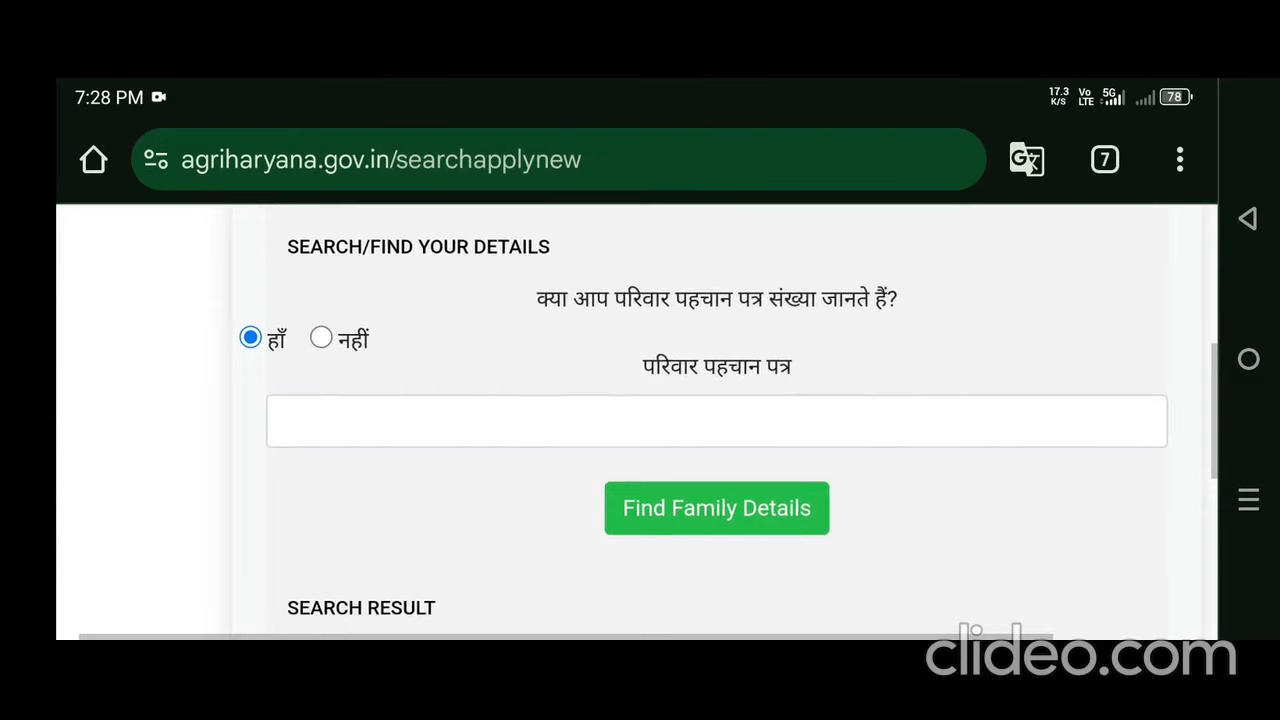 7:28 PM
17.3 K/S Vo LTE 5G 78
agriharyana.gov.in/searchapplynew
7
SEARCH/FIND YOUR DETAILS
क्या आप परिवार पहचान पत्र संख्या जानते हैं?
हाँ नहीं
परिवार पहचान पत्र
Find Family Details
SEARCH RESULT
clideo.com